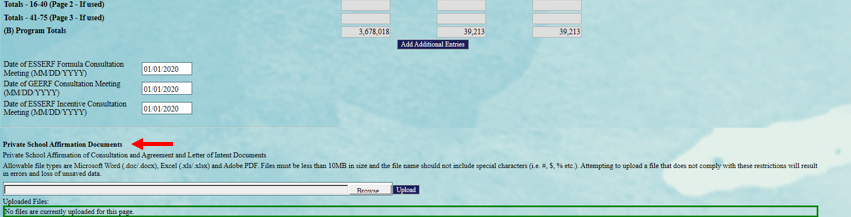 Totals - 16-40 (Page 2 - If used)
Totals - 41-75 (Page 3 - If used)
(B) Program Totals 3,678,018 39,213 39,213
Add Additional Entries
Date of ESSERF Formula Consultation
Meeting (MM/DD/YYYY) 01/01/2020
Date of GEERF Consultation Meeting
(MM/DD/YYYY) 01/01/2020
Date of ESSERF Incentive Consultation
Meeting (MM/DD/YYYY) 01/01/2020
Private School Affirmation Documents
Private School Affirmation of Consultation and Agreement and Letter of Intent Documents
Allowable file types are Microsoft Word (.doc/.docx), Excel (.xls/.xlsx) and Adobe PDF. Files must be less than 10MB in size and the file name should not include special characters (i.e. #, $, % etc.). Attempting to upload a file that does not comply with these restrictions will result
in errors and loss of unsaved data.
Browse... Upload
Uploaded Files:
No files are currently uploaded for this page.